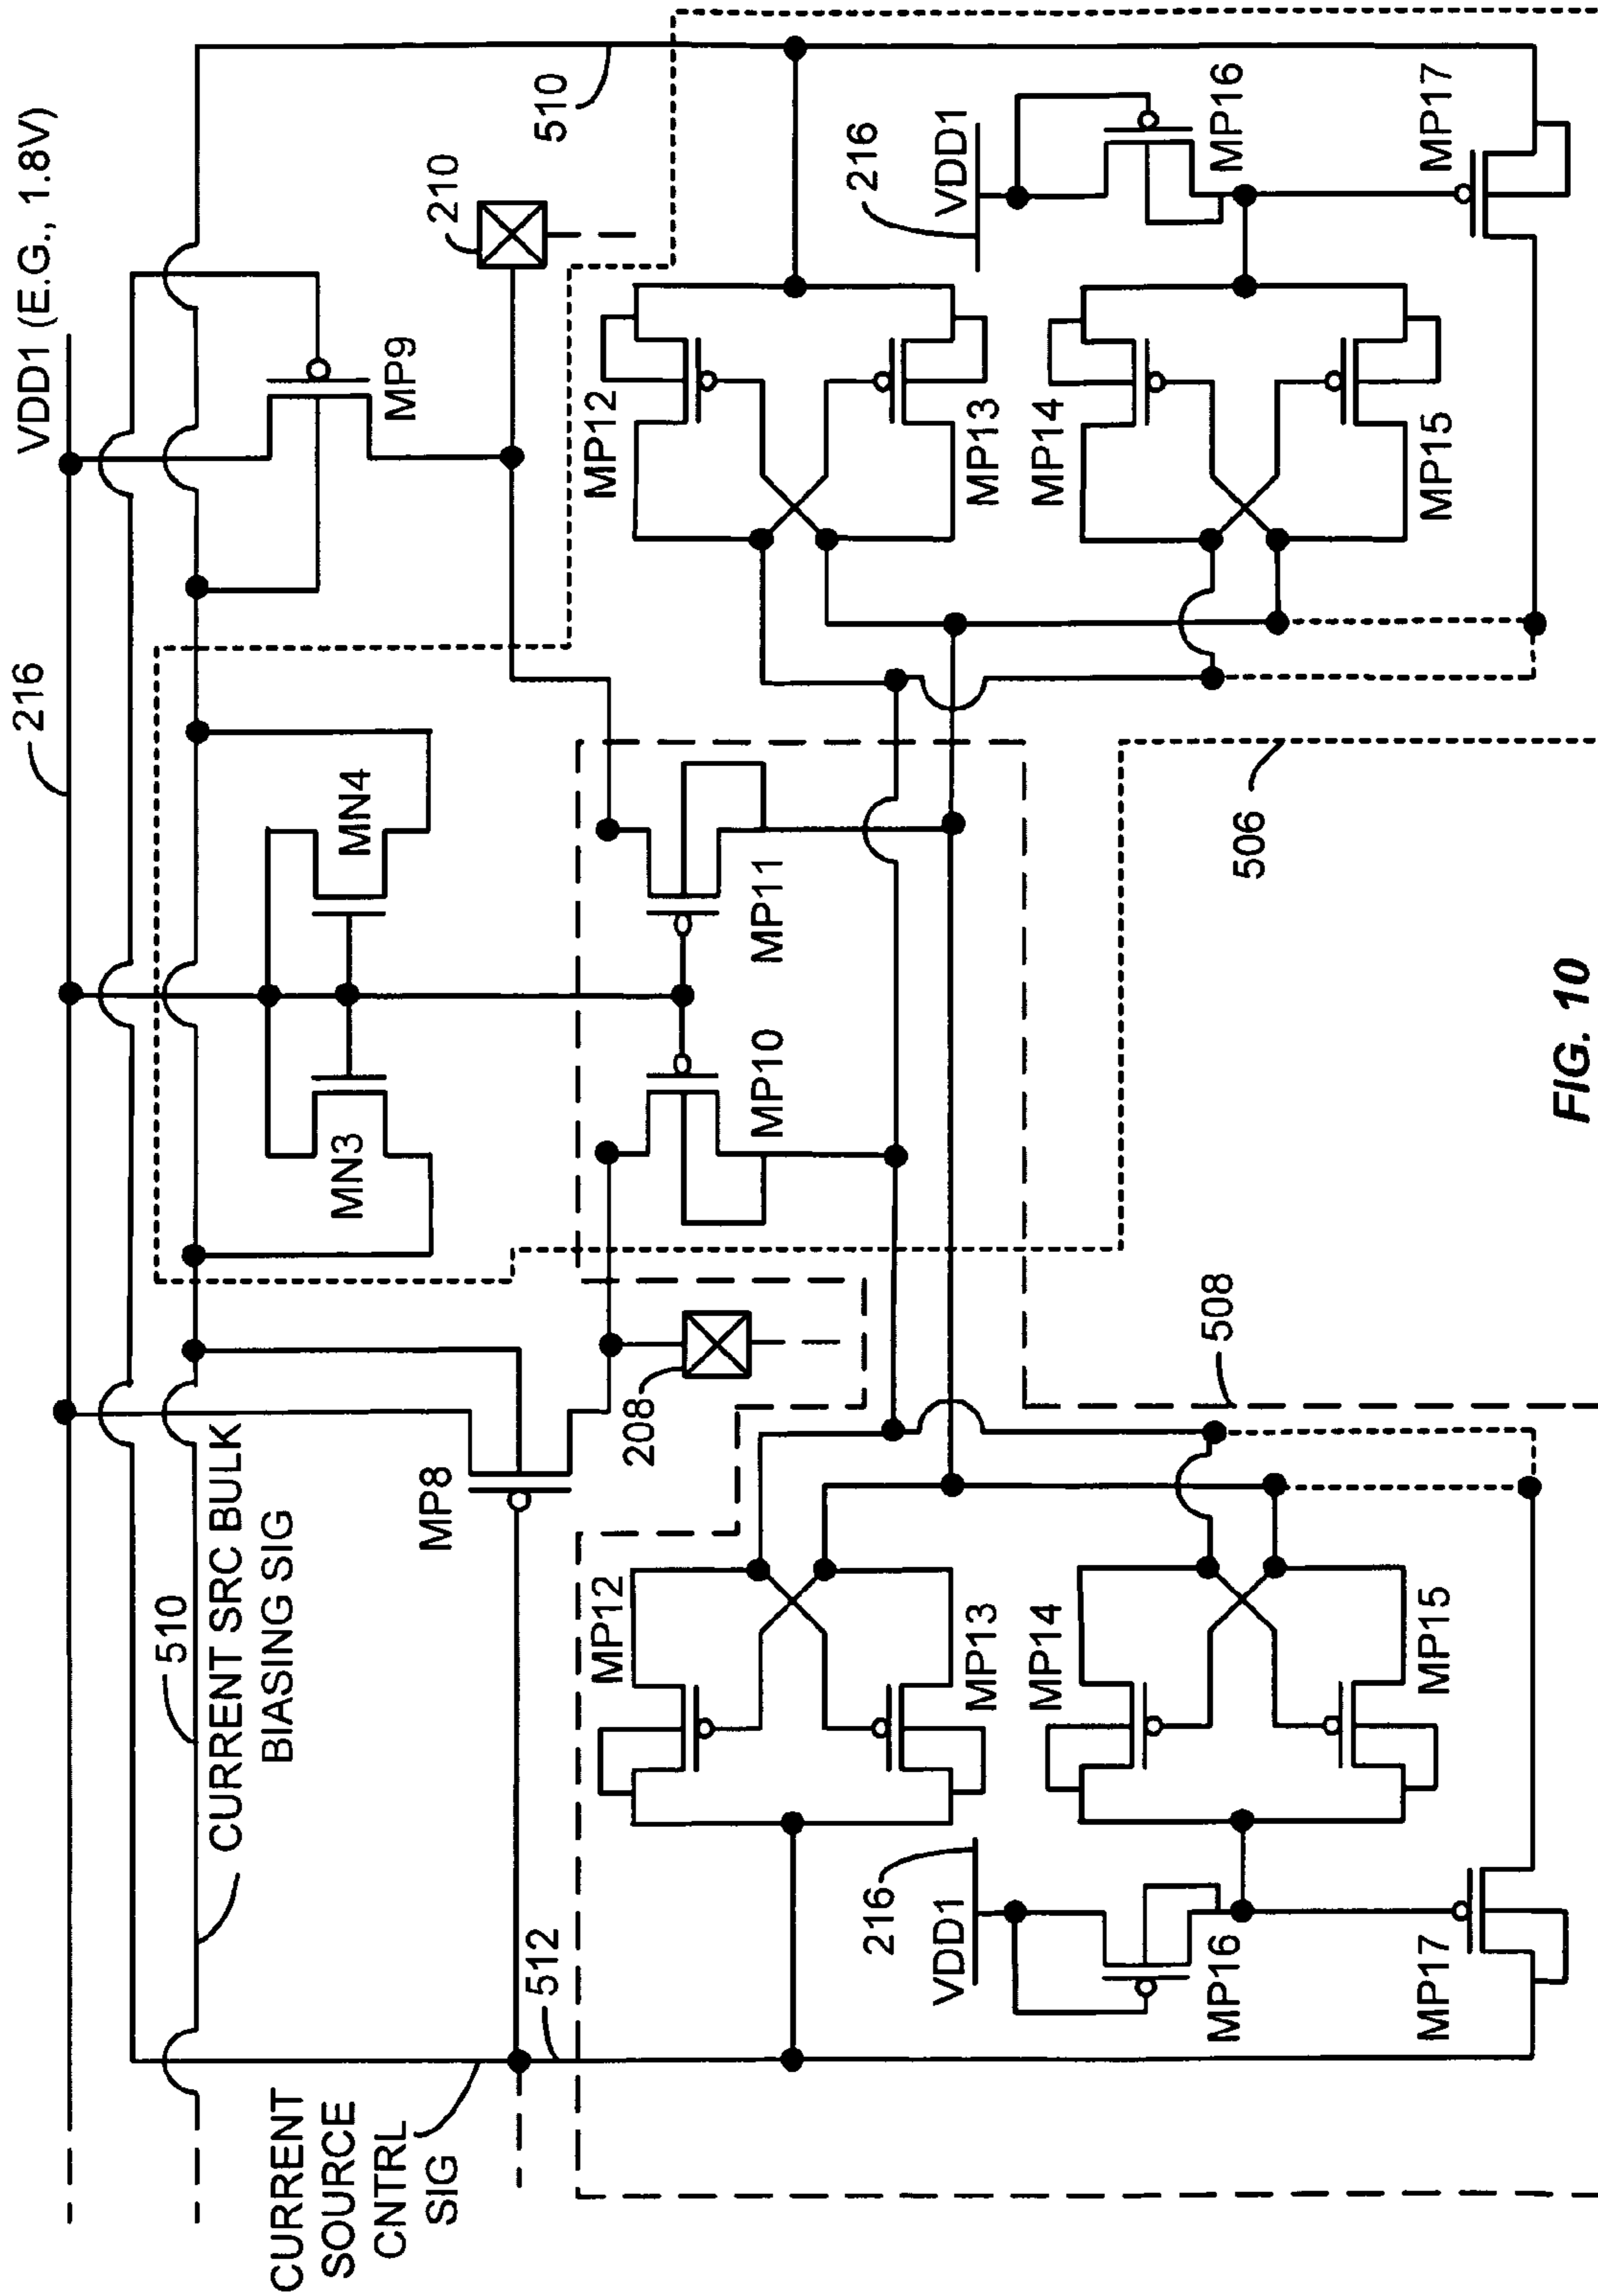 VDD1 (E.G., 1.8V)
216
510
CURRENT SRC BULK
BIASING SIG
CURRENT
SOURCE
CNTRL
SIG
512
MP8
208
MN3
MN4
MP9
210
510
MP10
MP11
MP12
MP13
MP14
MP15
216
VDD1
MP16
MP17
508
506
MP12
MP13
MP14
MP15
216
VDD1
MP16
MP17
FIG. 10